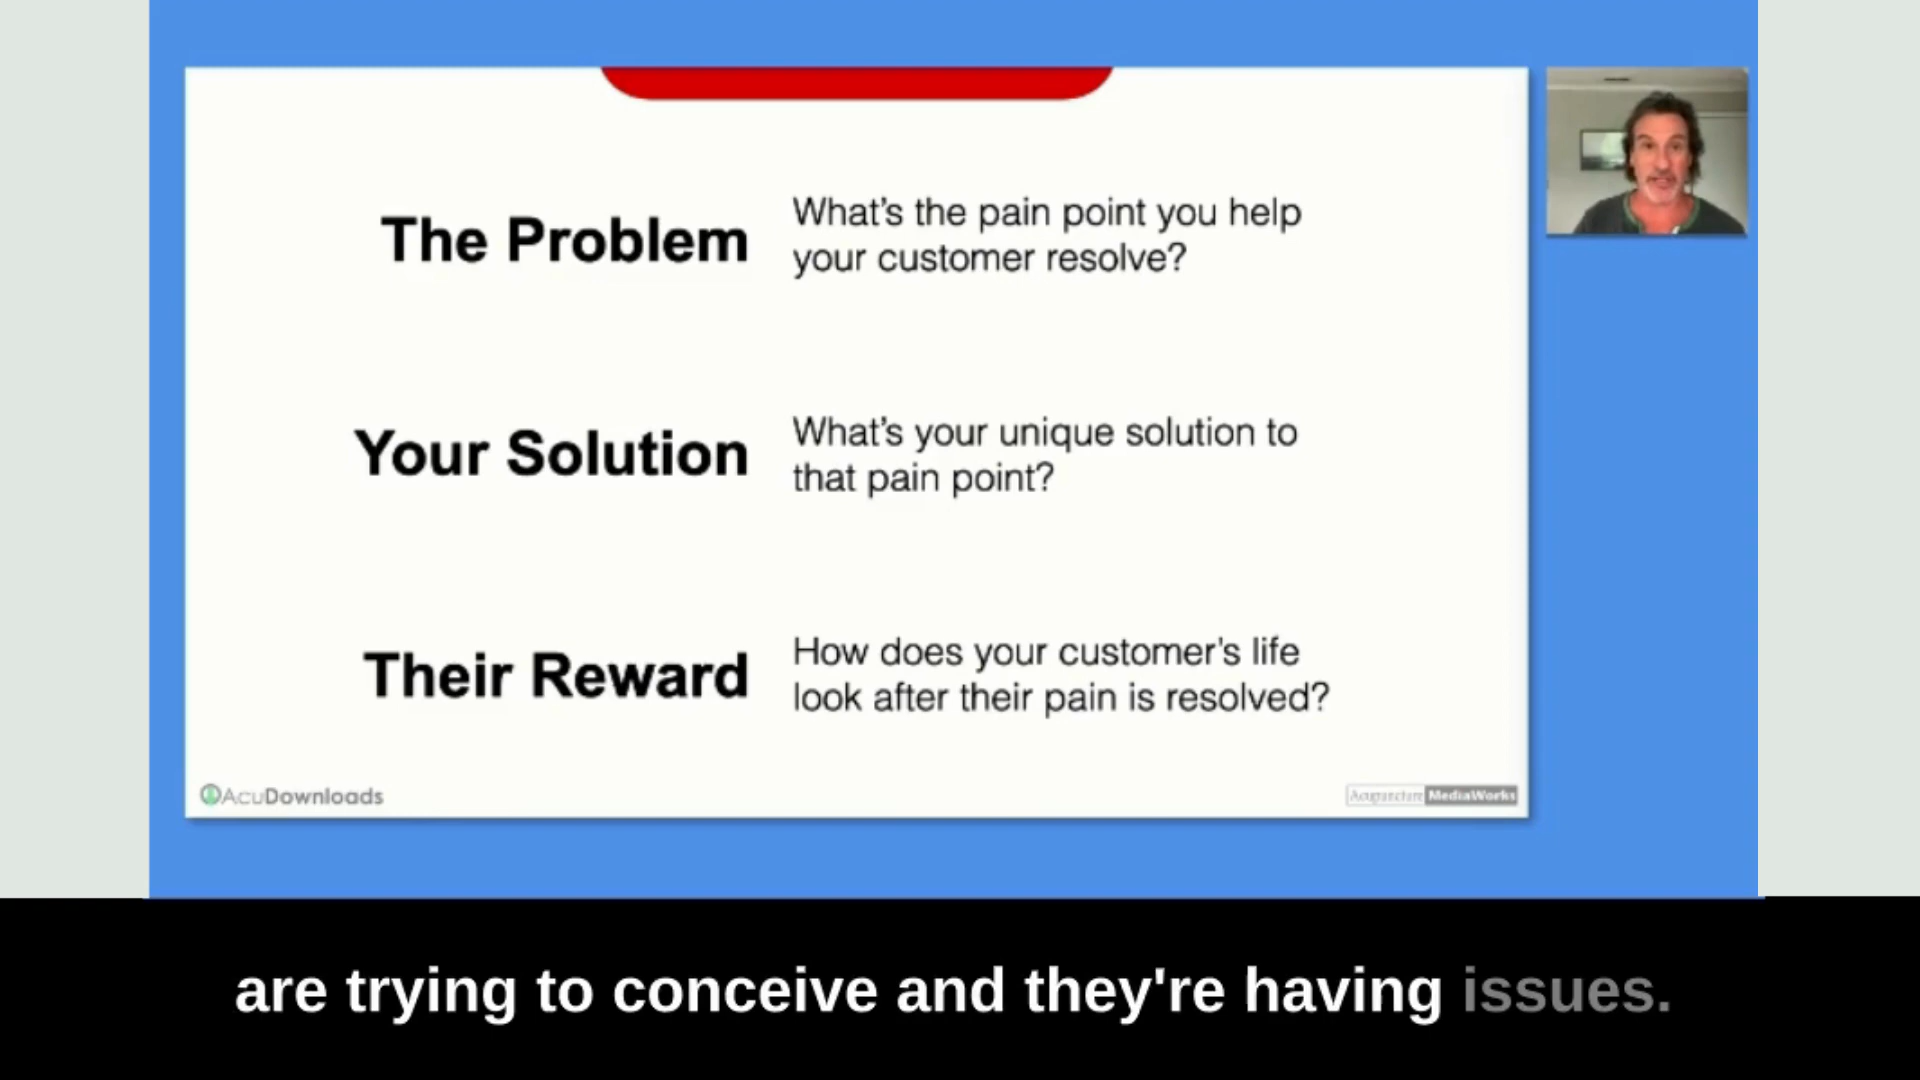 The Problem
What's the pain point you help
your customer resolve?
Your Solution
What's your unique solution to
that pain point?
Their Reward
How does your customer's life
look after their pain is resolved?
AcuDownloads
Acupuncture MediaWorks
are trying to conceive and they're having issues.